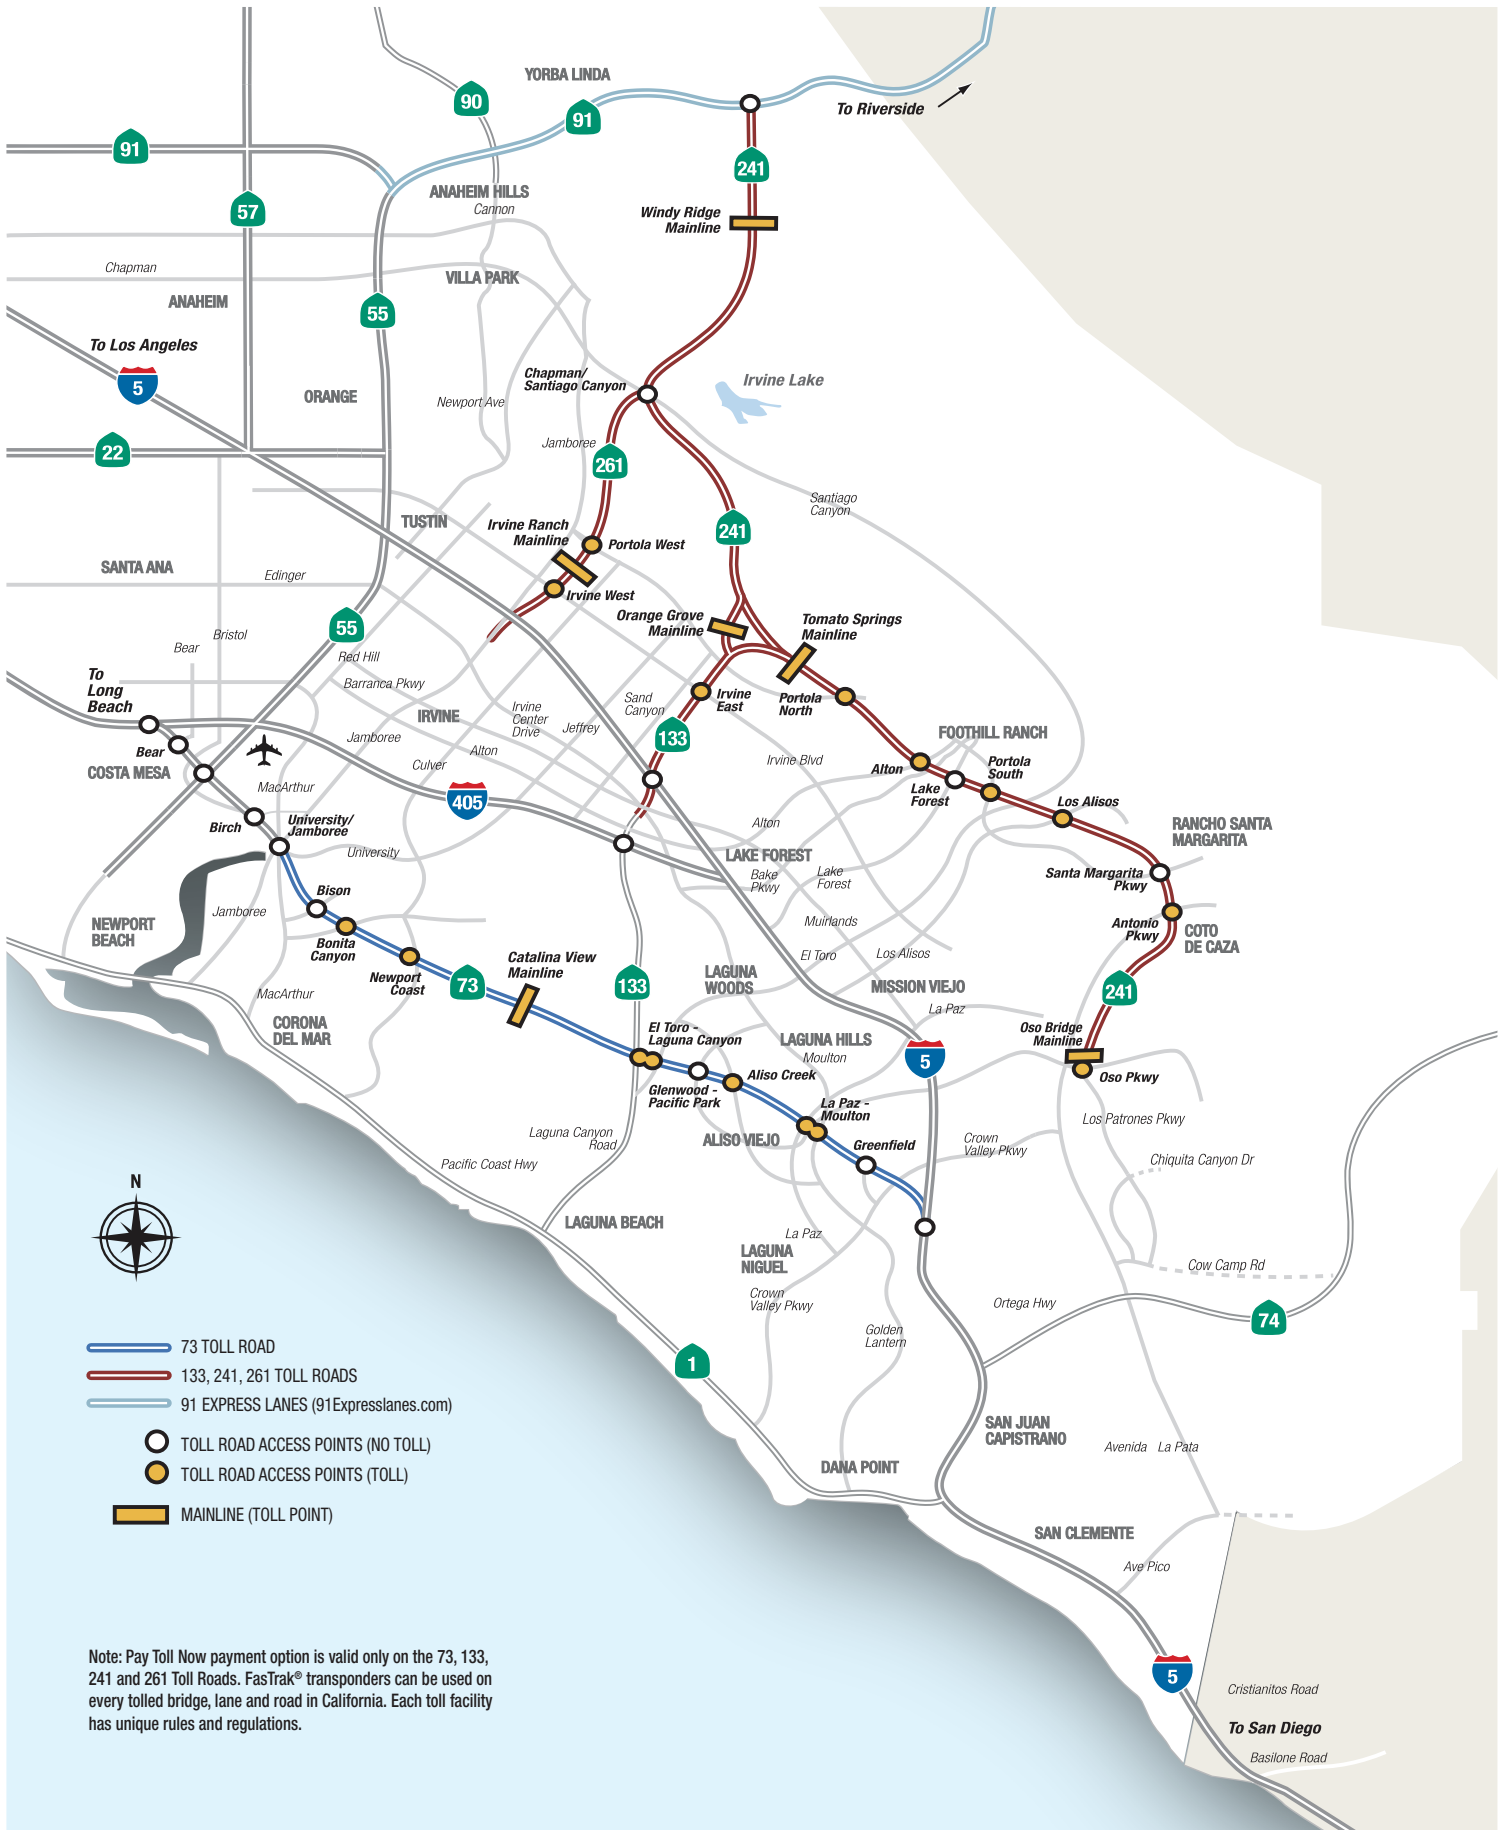 YORBA LINDA
90
91
To Riverside
91
241
ANAHEIM HILLS
Cannon
57
Windy Ridge
Mainline
Chapman
VILLA PARK
ANAHEIM
55
To Los Angeles
5
Chapman/
Santiago Canyon
Irvine Lake
ORANGE
Newport Ave
22
Jamboree
261
Santiago
Canyon
TUSTIN
Irvine Ranch
Mainline
241
Portola West
SANTA ANA
Edinger
Irvine West
Orange Grove
Mainline
Tomato Springs
Mainline
55
Bristol
Bear
Red Hill
To
Long
Beach
Barranca Pkwy
Irvine
East
Portola
North
Sand
Canyon
IRVINE
Irvine
Center
Drive
Jeffrey
133
FOOTHILL RANCH
Jamboree
Bear
Alton
Culver
Irvine Blvd
Alton
Portola
South
COSTA MESA
MacArthur
405
Lake
Forest
Los Alisos
Birch
University/
Jamboree
Alton
RANCHO SANTA
MARGARITA
University
LAKE FOREST
Bake
Pkwy
Lake
Forest
Santa Margarita
Pkwy
Bison
Jamboree
Muirlands
Antonio
Pkwy
NEWPORT
BEACH
Bonita
Canyon
COTO
DE CAZA
El Toro
Los Alisos
Newport
Coast
Catalina View
Mainline
73
133
LAGUNA
WOODS
MISSION VIEJO
241
MacArthur
La Paz
CORONA
DEL MAR
El Toro -
Laguna Canyon
LAGUNA HILLS
Moulton
5
Oso Bridge
Mainline
Oso Pkwy
Glenwood -
Pacific Park
Aliso Creek
La Paz -
Moulton
Los Patrones Pkwy
Laguna Canyon
Road
ALISO VIEJO
Greenfield
Crown
Valley Pkwy
Pacific Coast Hwy
Chiquita Canyon Dr
N
LAGUNA BEACH
La Paz
LAGUNA
NIGUEL
Cow Camp Rd
Crown
Valley Pkwy
Ortega Hwy
74
Golden
Lantern
73 TOLL ROAD
1
133, 241, 261 TOLL ROADS
91 EXPRESS LANES (91Expresslanes.com)
TOLL ROAD ACCESS POINTS (NO TOLL)
TOLL ROAD ACCESS POINTS (TOLL)
MAINLINE (TOLL POINT)
SAN JUAN
CAPISTRANO
Avenida La Pata
DANA POINT
SAN CLEMENTE
Ave Pico
Note: Pay Toll Now payment option is valid only on the 73, 133,
241 and 261 Toll Roads. FasTrak® transponders can be used on
every tolled bridge, lane and road in California. Each toll facility
has unique rules and regulations.
5
Cristianitos Road
To San Diego
Basilone Road